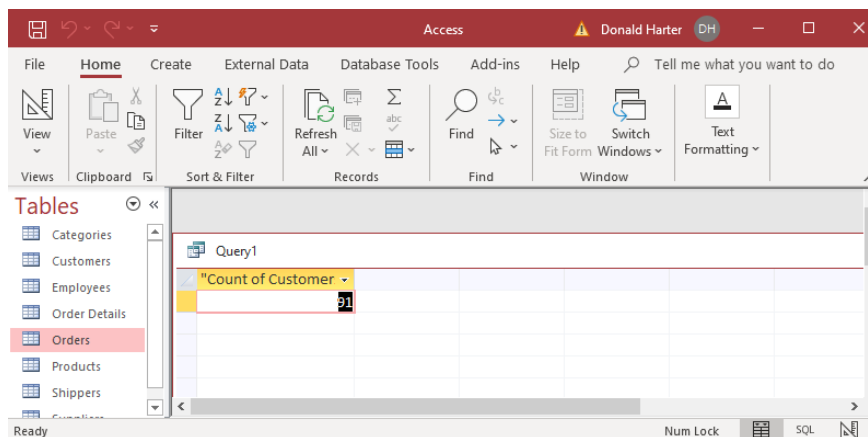 Access
Donald Harter DH
File Home Create External Data Database Tools Add-ins Help Tell me what you want to do
View
Paste
Filter
Refresh
All
abc
Find
Size to
Fit Form
Switch
Windows
Text
Formatting
Views Clipboard Sort & Filter Records Find Window
Tables
Categories
Customers
Employees
Order Details
Orders
Products
Shippers
Query1
"Count of Customer
91
Ready Num Lock SQL